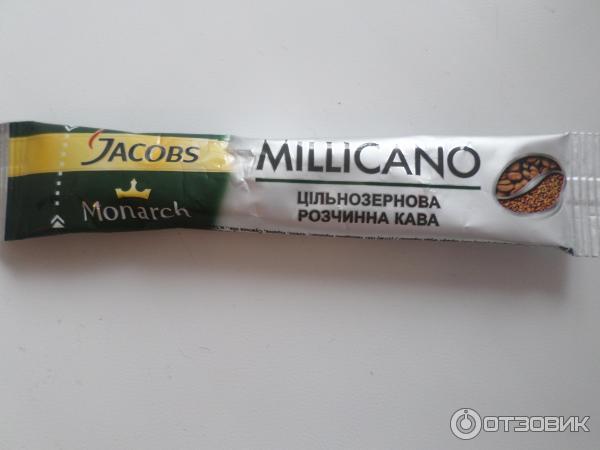 JACOBS
Monarch
MILLICANO
ЦІЛЬНОЗЕРНОВА
РОЗЧИННА КАВА
ОТЗОВИК